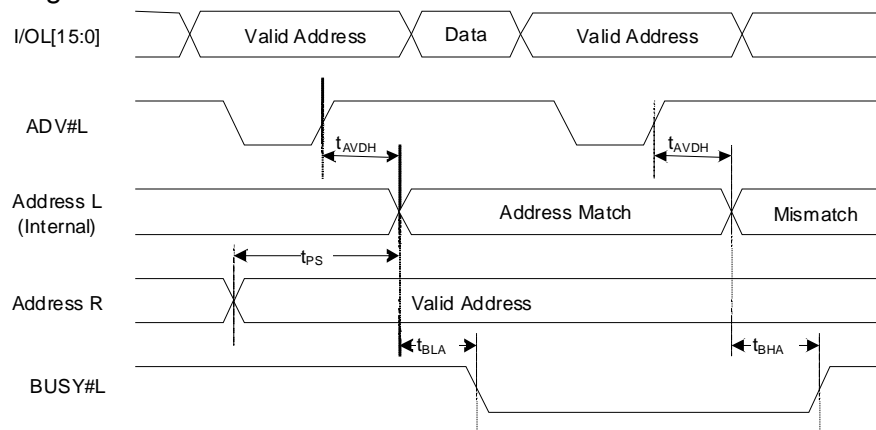 I/OL[15:0]
Valid Address
Data
Valid Address
ADV#L
tAVDH
tAVDH
Address L
(Internal)
Address Match
Mismatch
tPS
Address R
Valid Address
tBLA
tBHA
BUSY#L